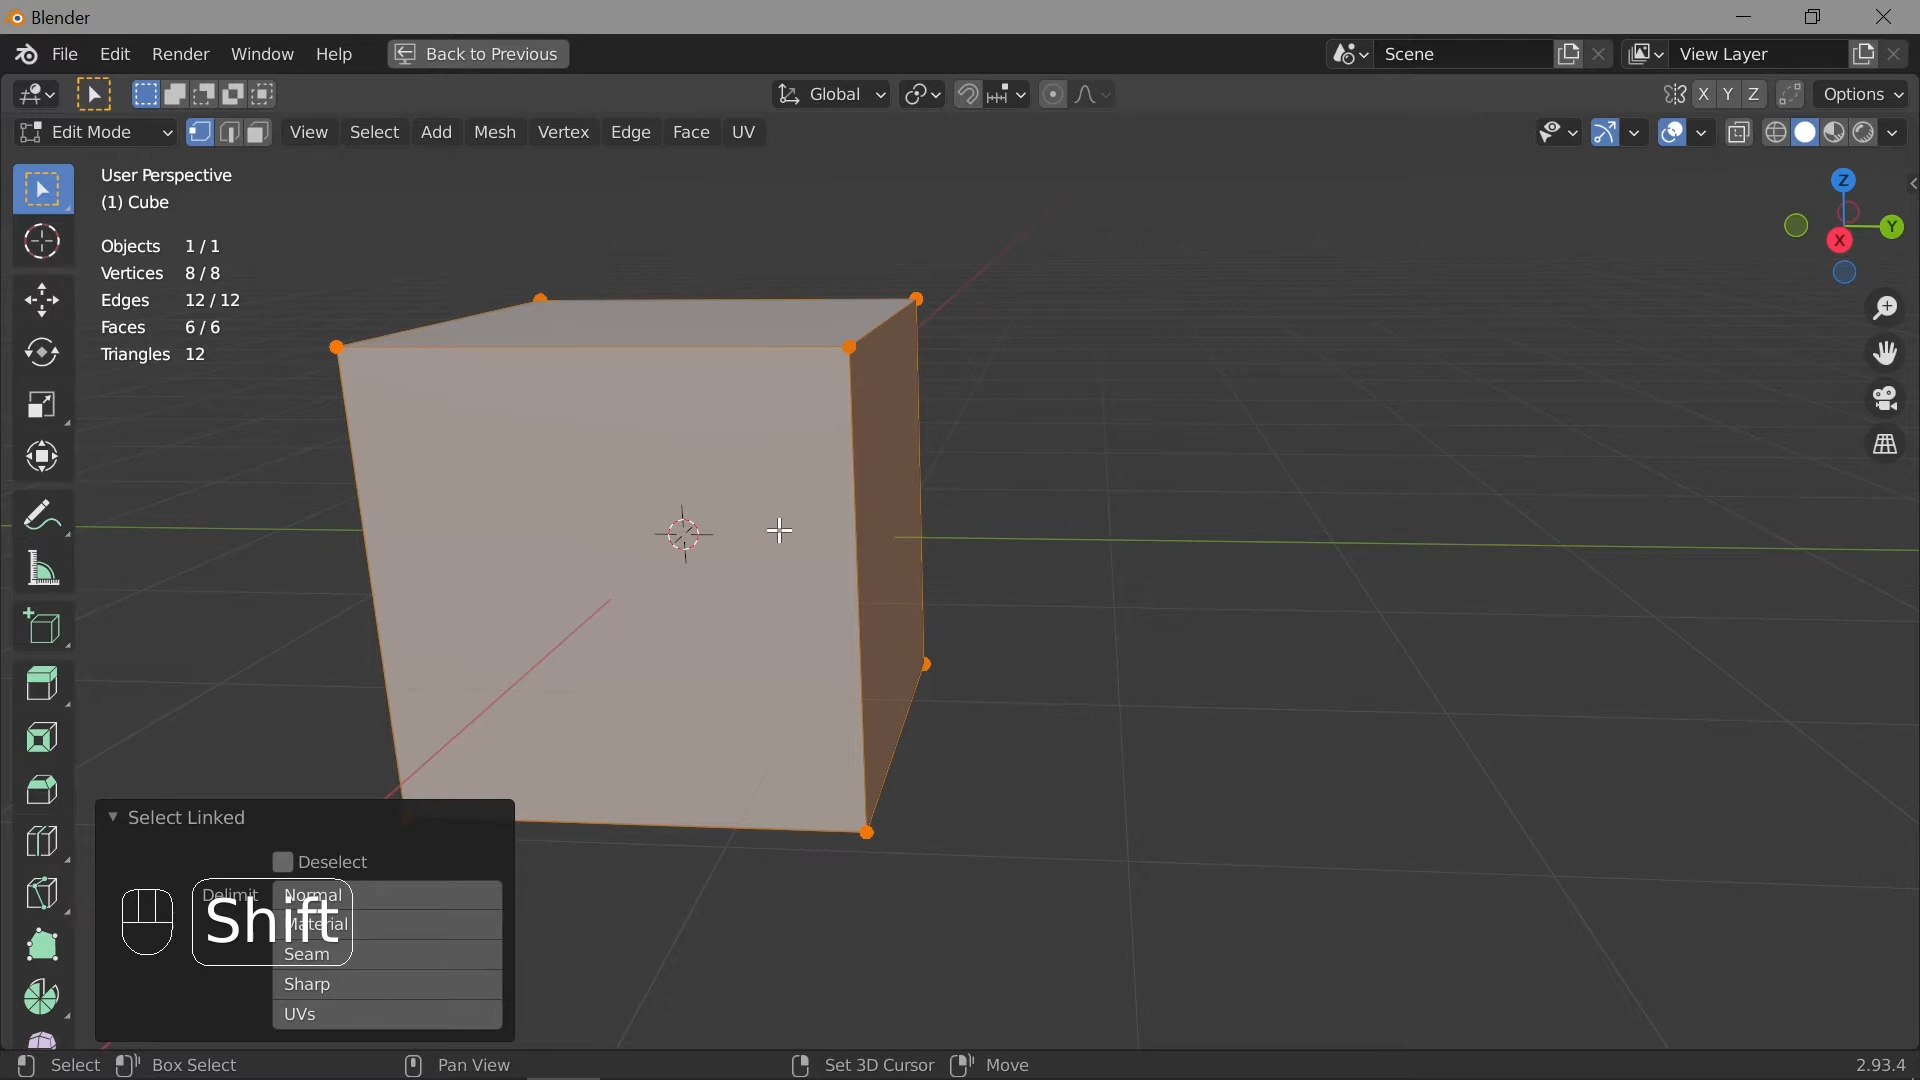 Blender
File Edit Render Window Help Back to Previous Scene View Layer
Global X Y Z Options
Edit Mode View Select Add Mesh Vertex Edge Face UV
User Perspective
(1) Cube
Objects 1 / 1
Vertices 8 / 8
Edges 12 / 12
Faces 6 / 6
Triangles 12
Z
Y
X
Select Linked
Deselect
Delimit Normal
Material
Shift
Seam
Sharp
UVs
Select Box Select Pan View Set 3D Cursor Move 2.93.4